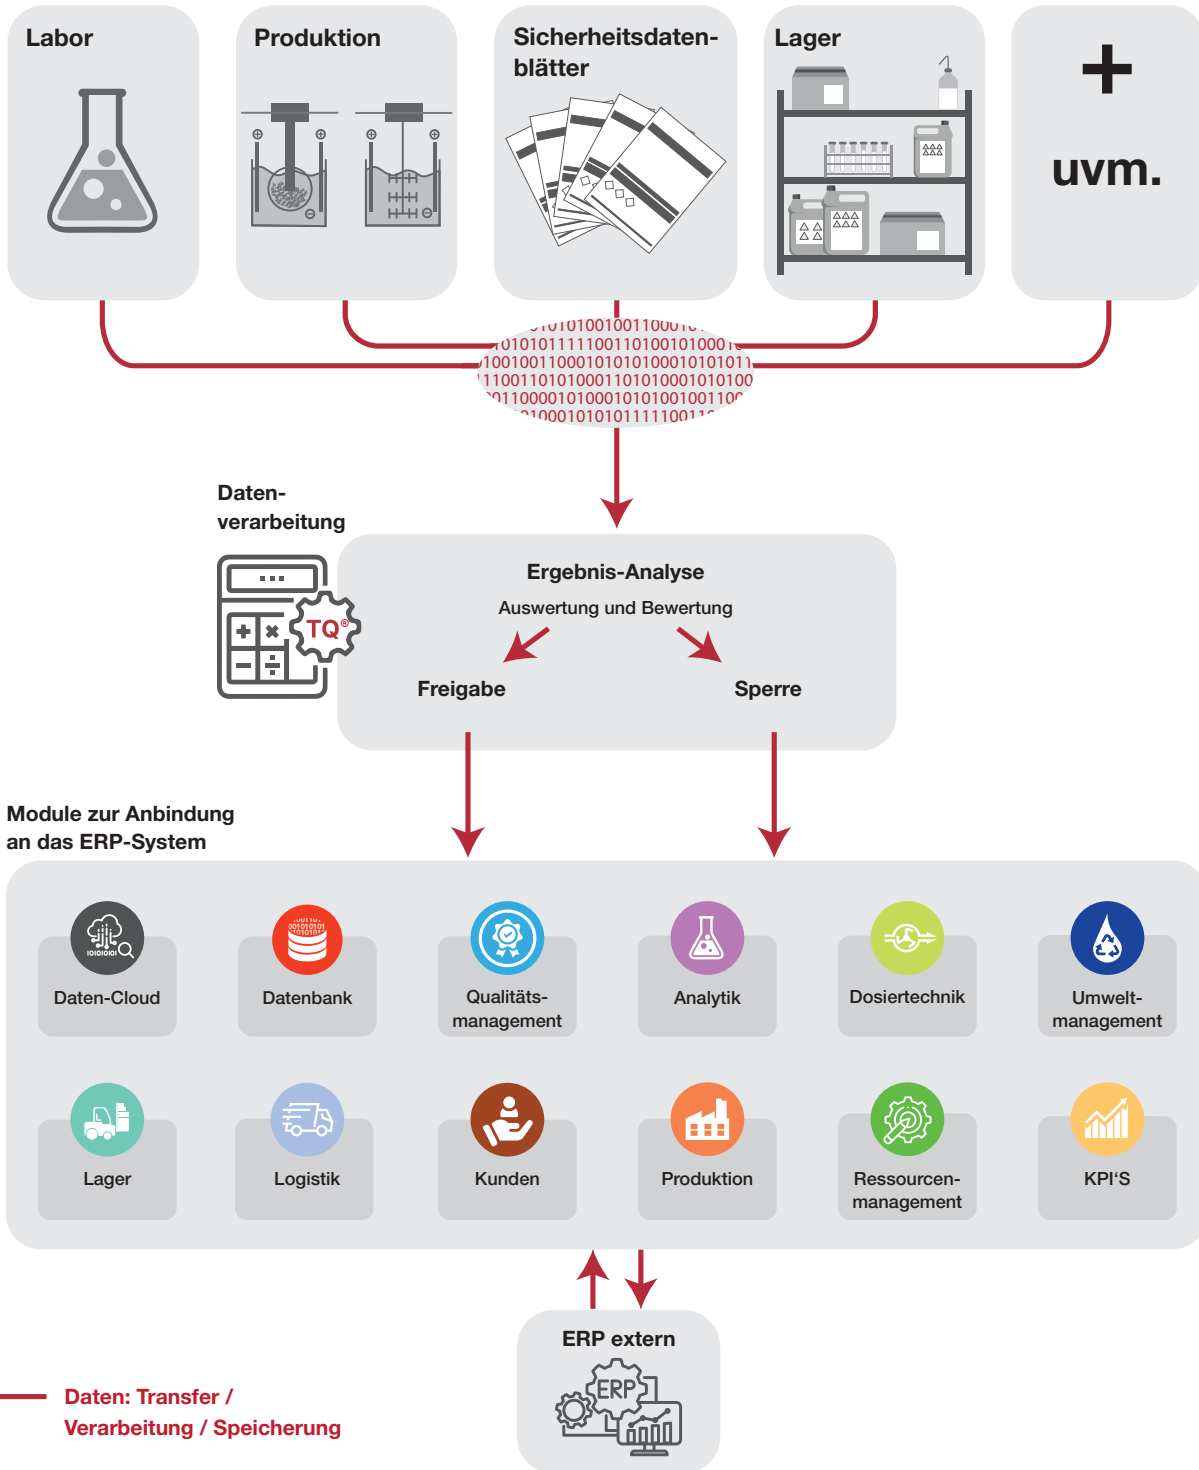 Labor
Produktion
Sicherheitsdaten-
blätter
Lager
+
uvm.
Daten-
verarbeitung
TQ®
Ergebnis-Analyse
Auswertung und Bewertung
Freigabe
Sperre
Module zur Anbindung
an das ERP-System
Daten-Cloud
Datenbank
Qualitäts-
management
Analytik
Dosiertechnik
Umwelt-
management
Lager
Logistik
Kunden
Produktion
Ressourcen-
management
KPI‘S
ERP extern
ERP
Daten: Transfer /
Verarbeitung / Speicherung